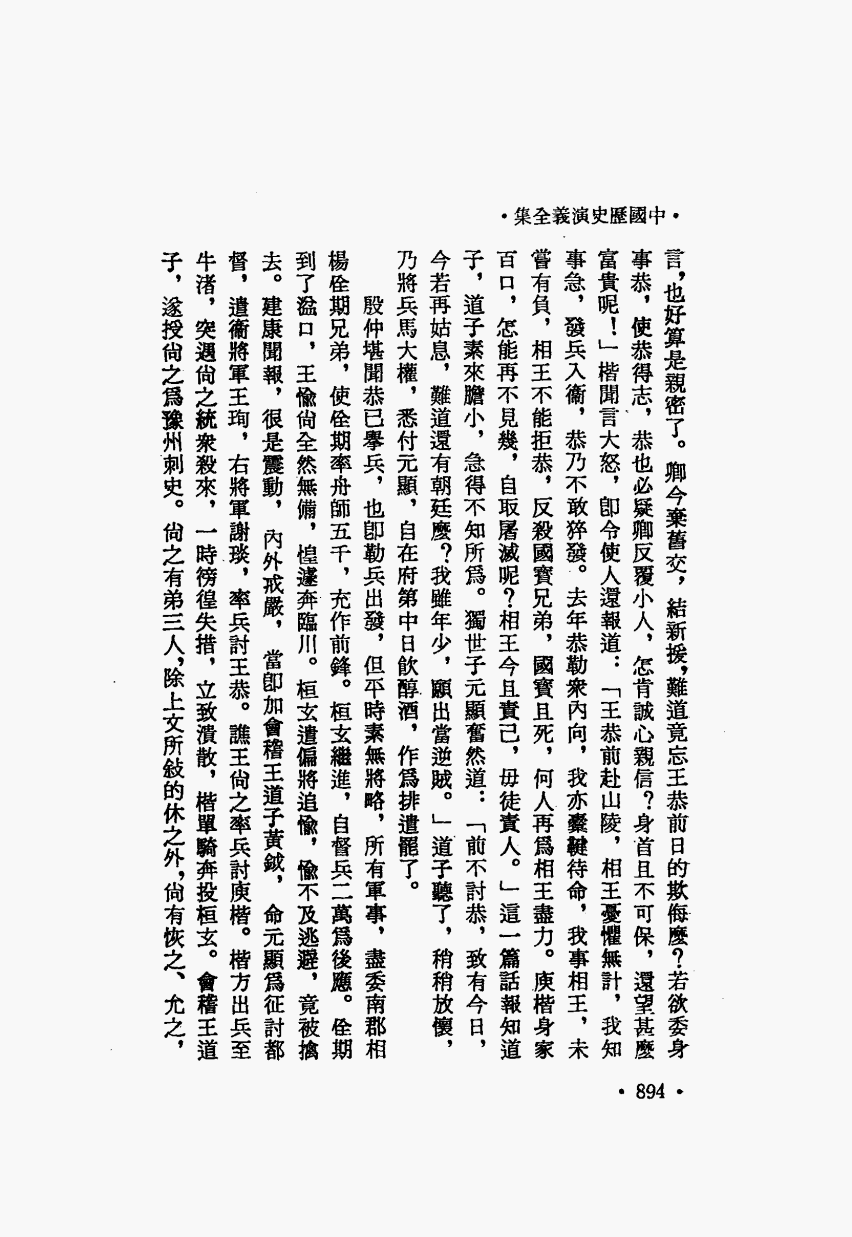 •中國歷史演義全集•
言，也好算是親密了。卿今棄舊交，結新援，難道竟忘王恭前日的欺侮麼？若欲委身
事恭，使恭得志，恭也必疑卿反覆小人，怎肯誠心親信？身首且不可保，還望甚麼
富貴呢！」楷聞言大怒，卽令使人還報道：「王恭前赴山陵，相王憂懼無計，我知
事急，發兵入衞，恭乃不敢猝發。去年恭勒衆內向，我亦櫜鞬待命，我事相王，未
嘗有負，相王不能拒恭，反殺國寶兄弟，國寶且死，何人再爲相王盡力。庾楷身家
百口，怎能再不見幾，自取屠滅呢？相王今且責己，毋徒責人。」這一篇話報知道
子，道子素來膽小，急得不知所爲。獨世子元顯奮然道：「前不討恭，致有今日，
今若再姑息，難道還有朝廷麼？我雖年少，願出當逆賊。」道子聽了，稍稍放懷，
乃將兵馬大權，悉付元顯，自在府第中日飲醇酒，作爲排遣罷了。
殷仲堪聞恭已舉兵，也卽勒兵出發，但平時素無將略，所有軍事，盡委南郡相
楊佺期兄弟，使佺期率舟師五千，充作前鋒。桓玄繼進，自督兵二萬爲後應。佺期
到了湓口，王愉尙全然無備，惶遽奔臨川。桓玄遣偏將追愉，愉不及逃避，竟被擒
去。建康聞報，很是震動，內外戒嚴，當卽加會稽王道子黃鉞，命元顯爲征討都
督，遣衞將軍王珣，右將軍謝琰，率兵討王恭。譙王尙之率兵討庾楷。楷方出兵至
牛渚，突遇尙之統衆殺來，一時徬徨失措，立致潰散，楷單騎奔投桓玄。會稽王道
子，遂授尙之爲豫州刺史。尙之有弟三人，除上文所敍的休之外，尙有恢之、允之，
•894•